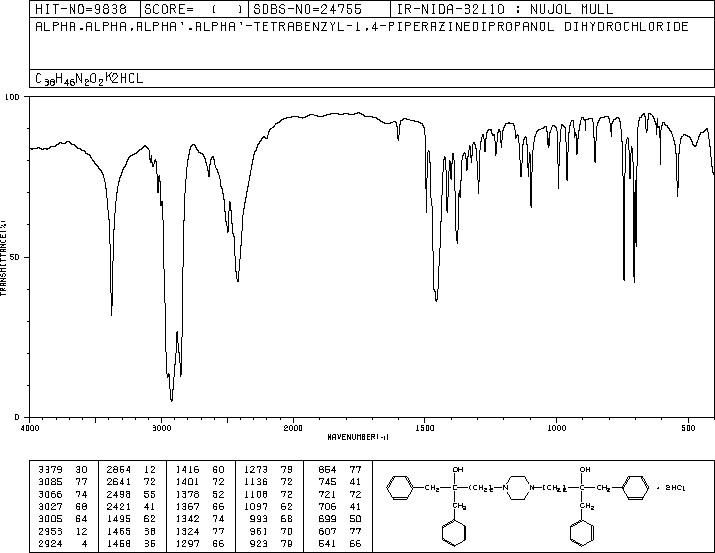 HIT-NO=9838 SCORE= ( ) SDBS-NO=24755 IR-NIDA-32110 : NUJOL MULL
ALPHA,ALPHA,ALPHA',ALPHA'-TETRABENZYL-1,4-PIPERAZINEDIPROPANOL DIHYDROCHLORIDE
C38H46N2O2X2HCL
100
50
0
TRANSMITTANCE(%)
4000 3000 2000 1500 1000 500
WAVENUMBER(-1)
3379 30 2864 12 1416 60 1273 79 854 77
3085 77 2641 72 1401 72 1136 72 745 41
3066 74 2498 55 1378 52 1108 72 721 72
3027 68 2421 41 1367 66 1097 62 706 41
3005 64 1495 62 1342 74 993 68 699 50
2953 12 1465 38 1324 77 961 70 607 77
2924 4 1458 35 1297 66 923 79 541 66
OH OH
CH2 C (CH2)2 N N (CH2)2 C CH2 · 2HCl
CH2 CH2